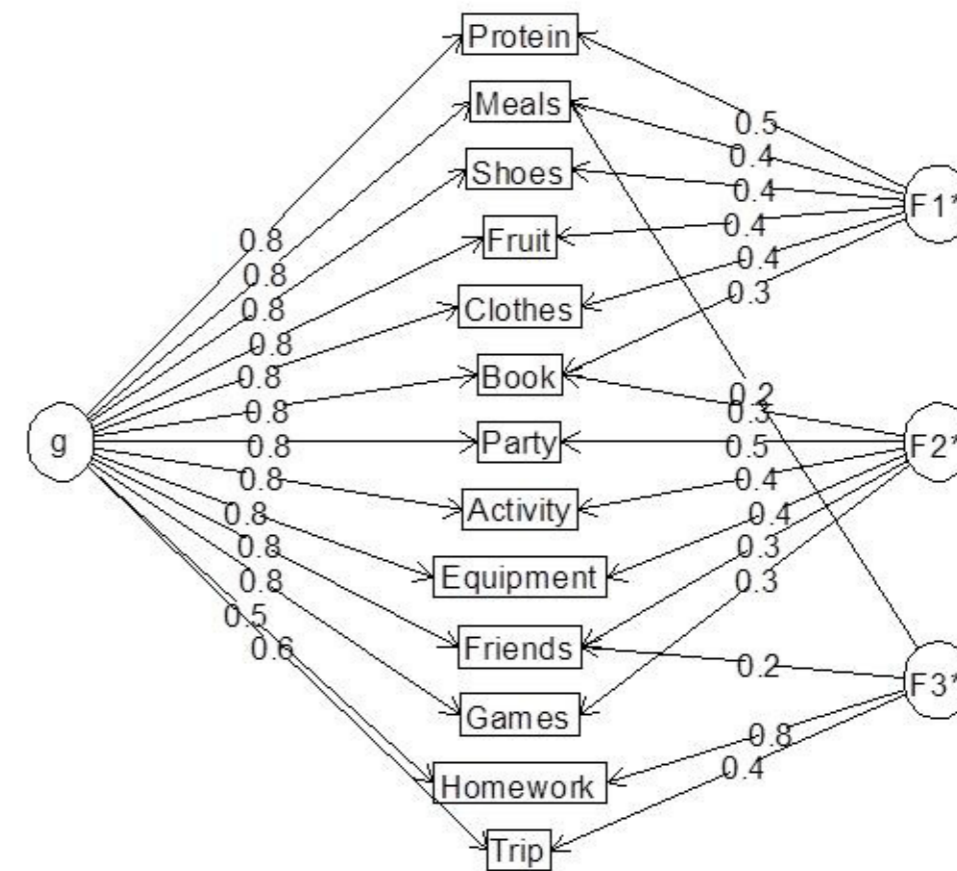 Protein
Meals
Shoes
Fruit
Clothes
Book
Party
Activity
Equipment
Friends
Games
Homework
Trip
g
0.8
0.8
0.8
0.8
0.8
0.8
0.8
0.8
0.8
0.8
0.8
0.5
0.6
F1*
0.5
0.4
0.4
0.4
0.4
0.3
F2*
0.3
0.5
0.4
0.4
0.3
0.3
F3*
0.2
0.2
0.8
0.4